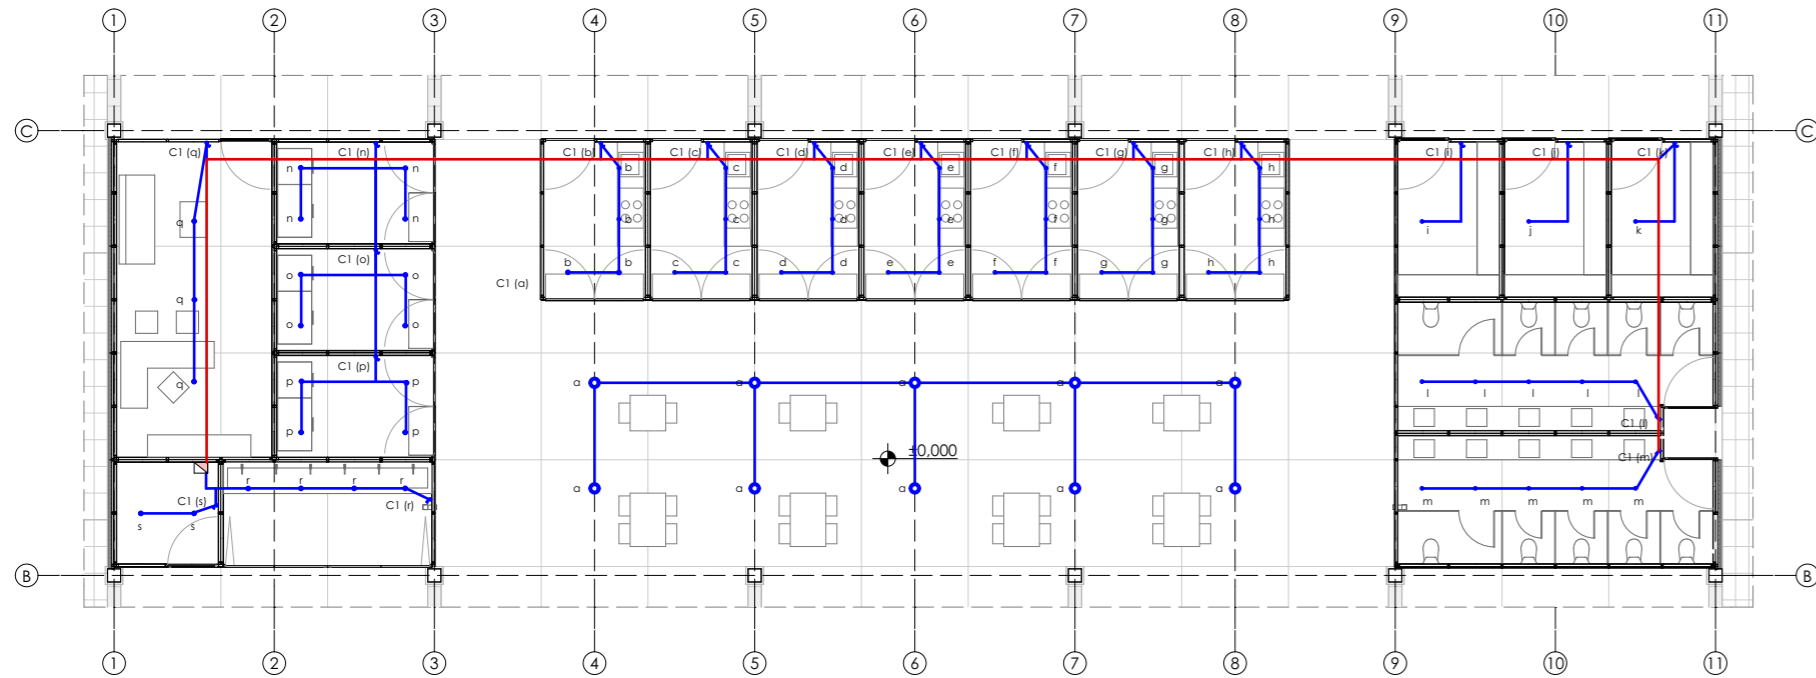 1 2 3 4 5 6 7 8 9 10 11
C C
C1 (q) C1 (n) C1 (b) C1 (c) C1 (d) C1 (e) C1 (f) C1 (g) C1 (h) C1 (i) C1 (j) C1 (k)
n n b c d e f g h
q n n b c d e f g h i j k
C1 (o)
o o b b c c d d e e f f g g h h
C1 (a)
q
o o
C1 (p)
q p p a a a a a
l l l l l
C1 (l)
p p
±0,000
C1 (m)
r r r r a a a a a
C1 (s) C1 (r) m m m m m
s s
B B
1 2 3 4 5 6 7 8 9 10 11